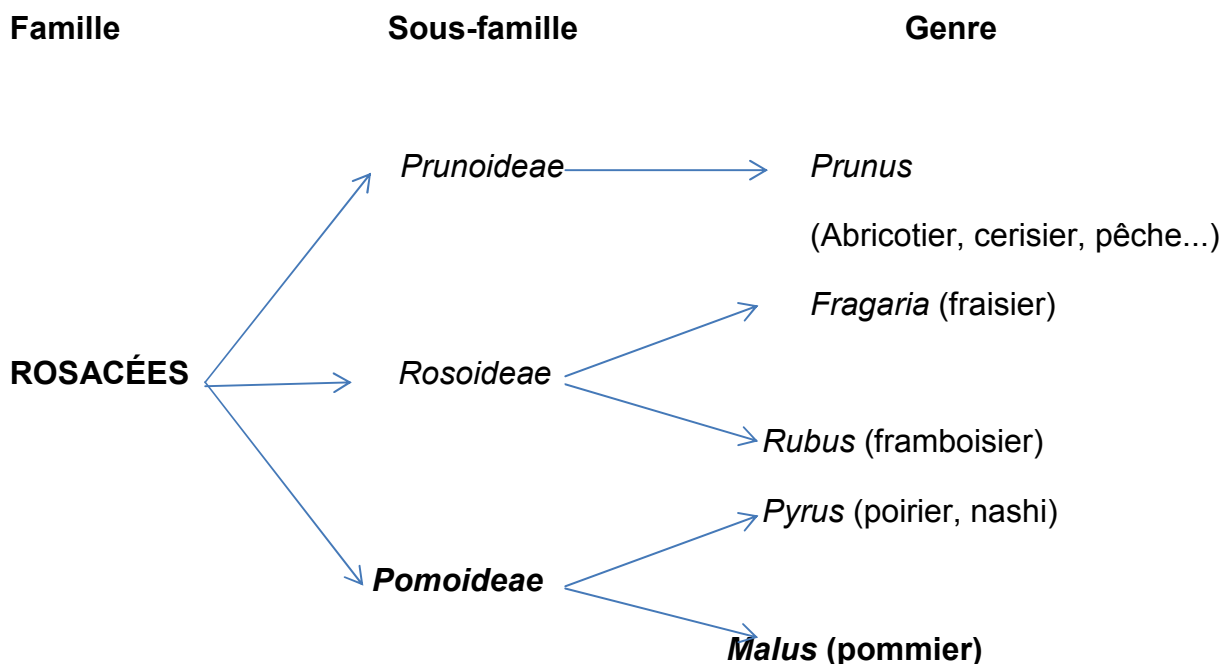 Famille Sous-famille Genre
Prunoideae Prunus
(Abricotier, cerisier, pêche...)
Fragaria (fraisier)
ROSACÉES Rosoideae
Rubus (framboisier)
Pyrus (poirier, nashi)
Pomoideae
Malus (pommier)